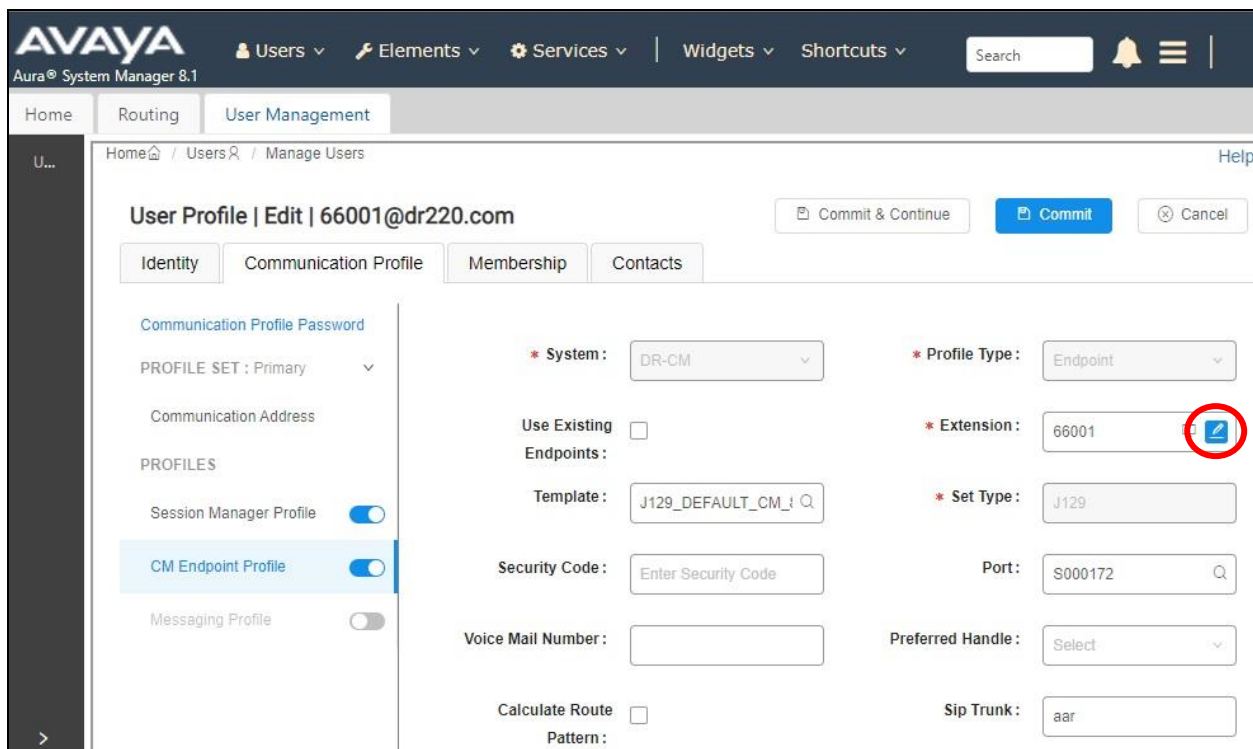 AVAYA
Aura® System Manager 8.1
Users Elements Services | Widgets Shortcuts Search
Home Routing User Management
U...
Home / Users / Manage Users
Help
User Profile | Edit | 66001@dr220.com
Commit & Continue Commit Cancel
Identity Communication Profile Membership Contacts
Communication Profile Password
PROFILE SET : Primary
Communication Address
PROFILES
Session Manager Profile
CM Endpoint Profile
Messaging Profile
* System : DR-CM * Profile Type : Endpoint
Use Existing Endpoints : * Extension : 66001
Template : J129_DEFAULT_CM_ * Set Type : J129
Security Code : Enter Security Code Port : S000172
Voice Mail Number : Preferred Handle : Select
Calculate Route Pattern : Sip Trunk : aar
>